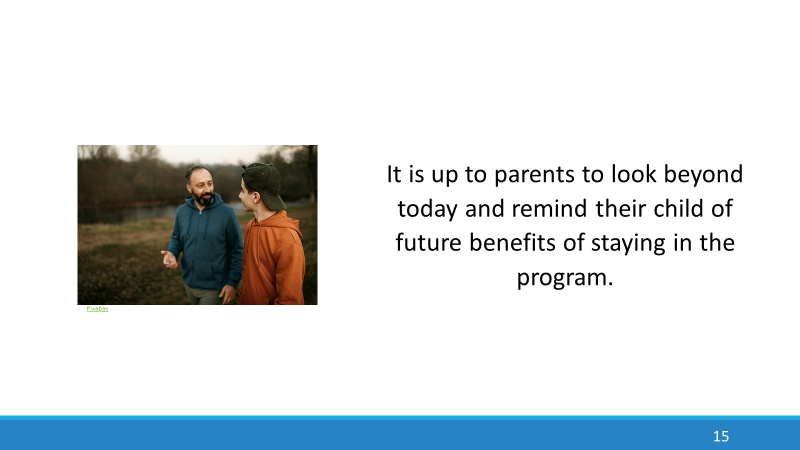 It is up to parents to look beyond
today and remind their child of
future benefits of staying in the
program.
Pixabay
15